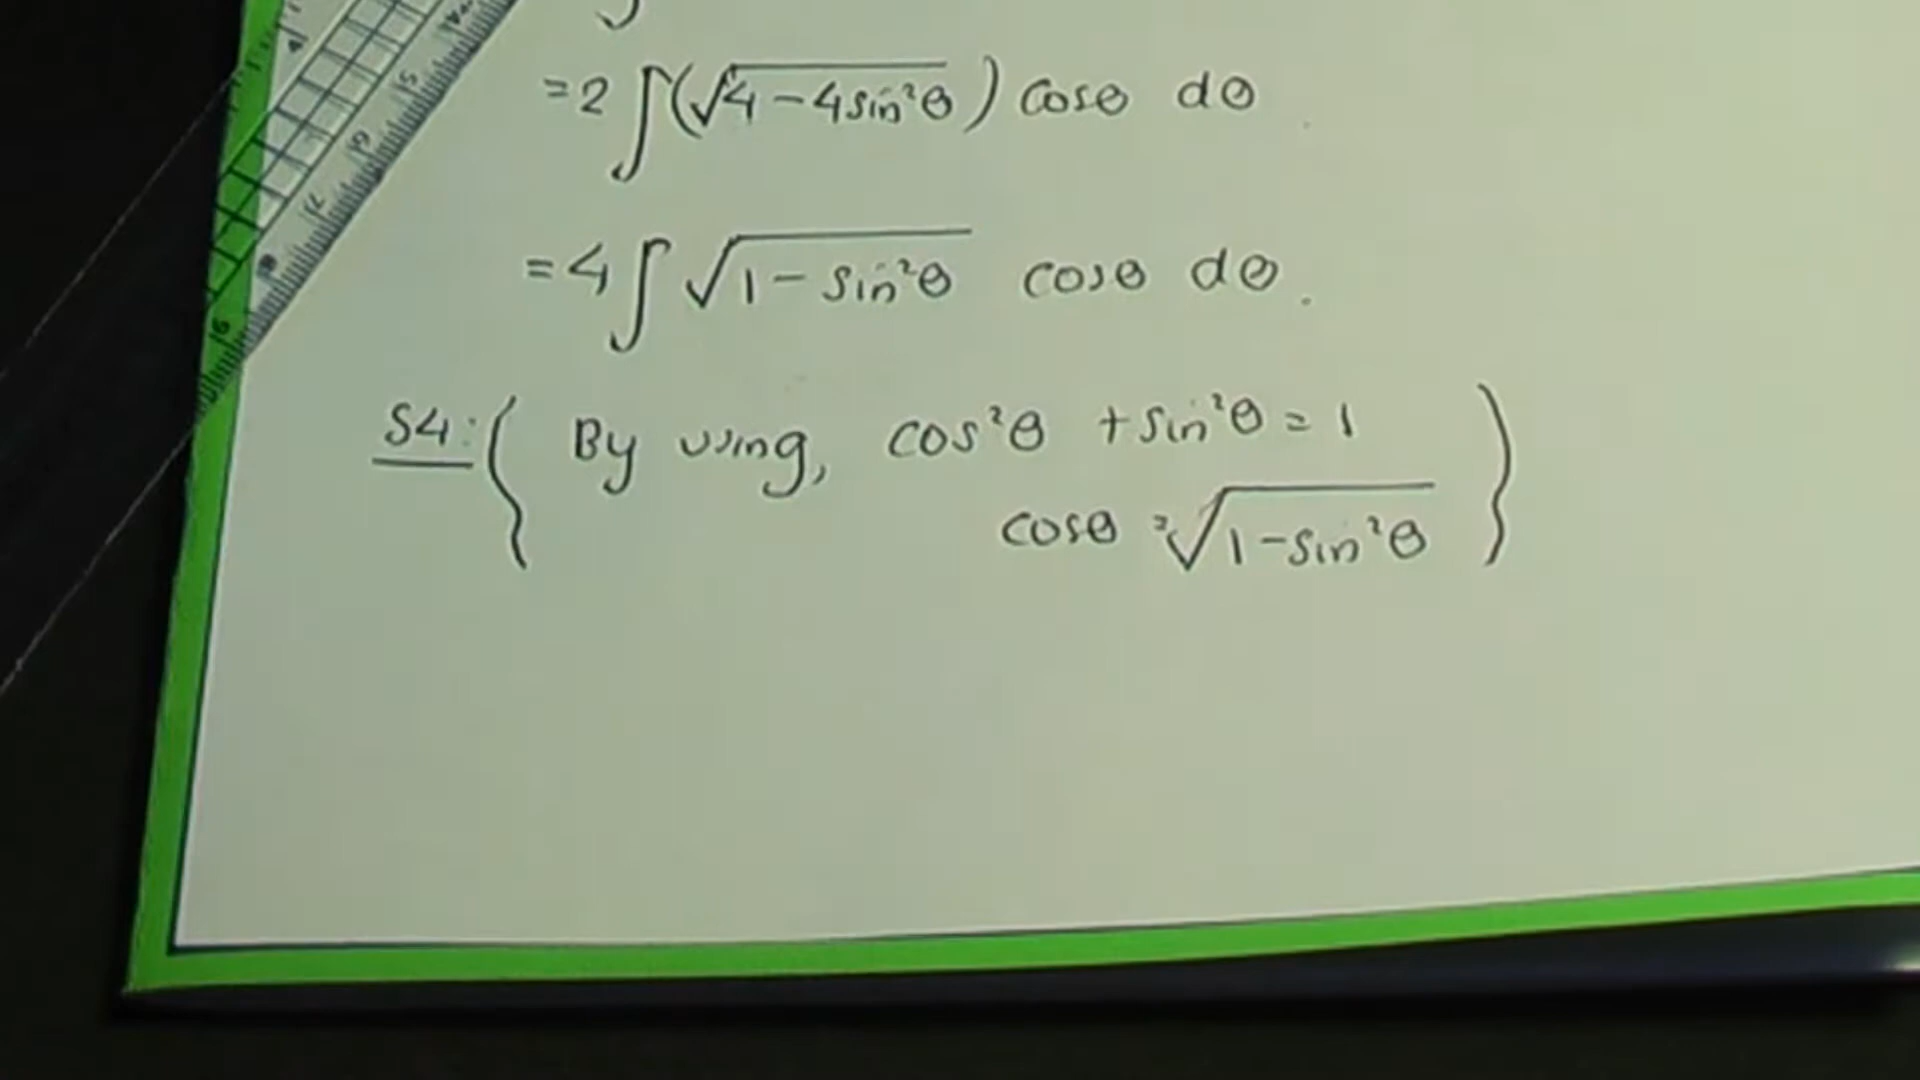 =2∫(√4-4sin²θ) cosθ dθ
=4∫√1-sin²θ cosθ dθ.
S4: { By using, cos²θ + sin²θ = 1
cosθ ²√1-sin²θ }